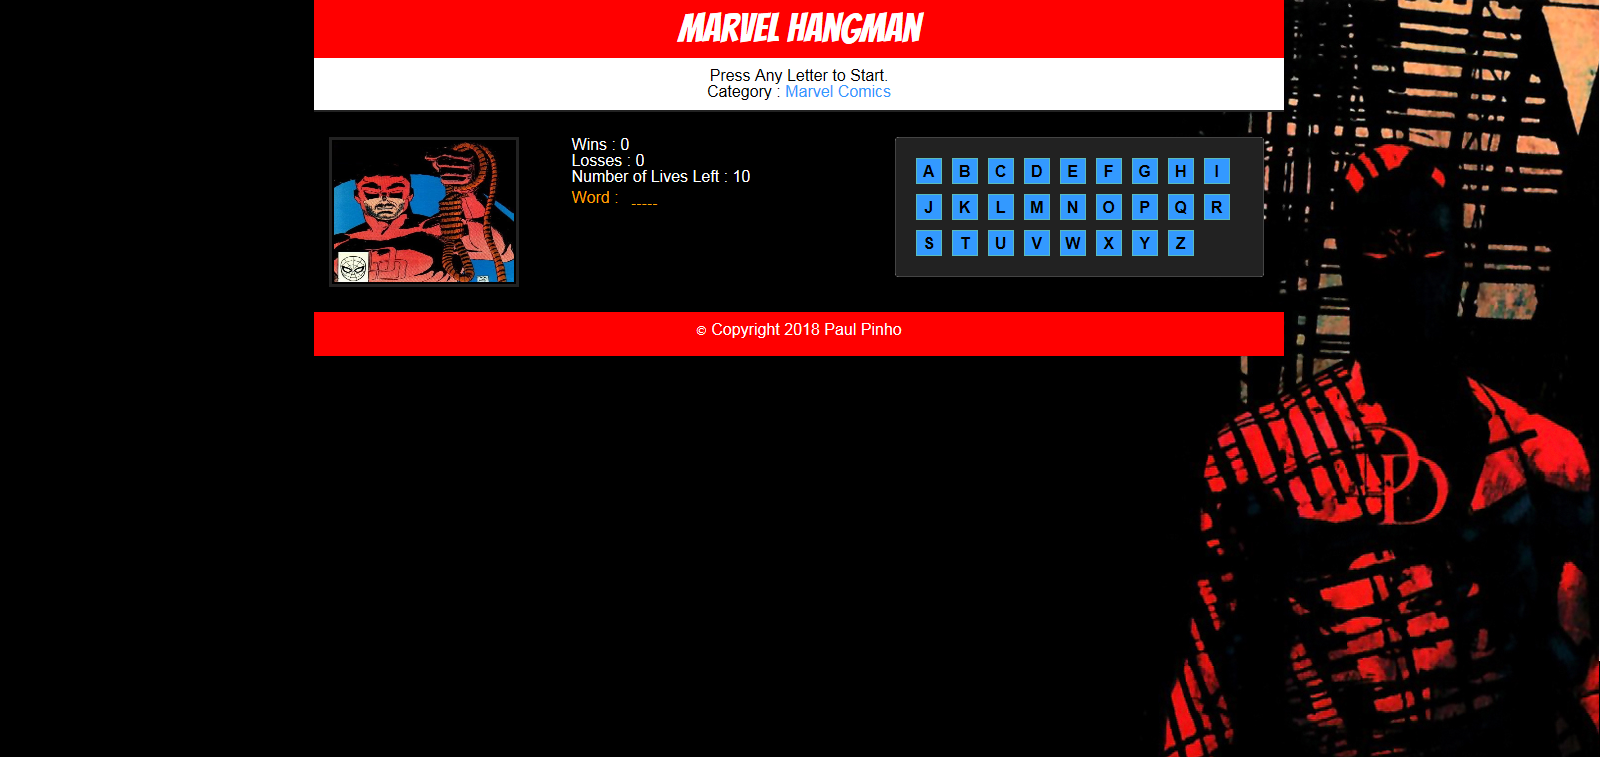 MARVEL HANGMAN
Press Any Letter to Start.
Category : Marvel Comics
Wins : 0
Losses : 0
Number of Lives Left : 10
Word : -----
A B C D E F G H I
J K L M N O P Q R
S T U V W X Y Z
© Copyright 2018 Paul Pinho
DD